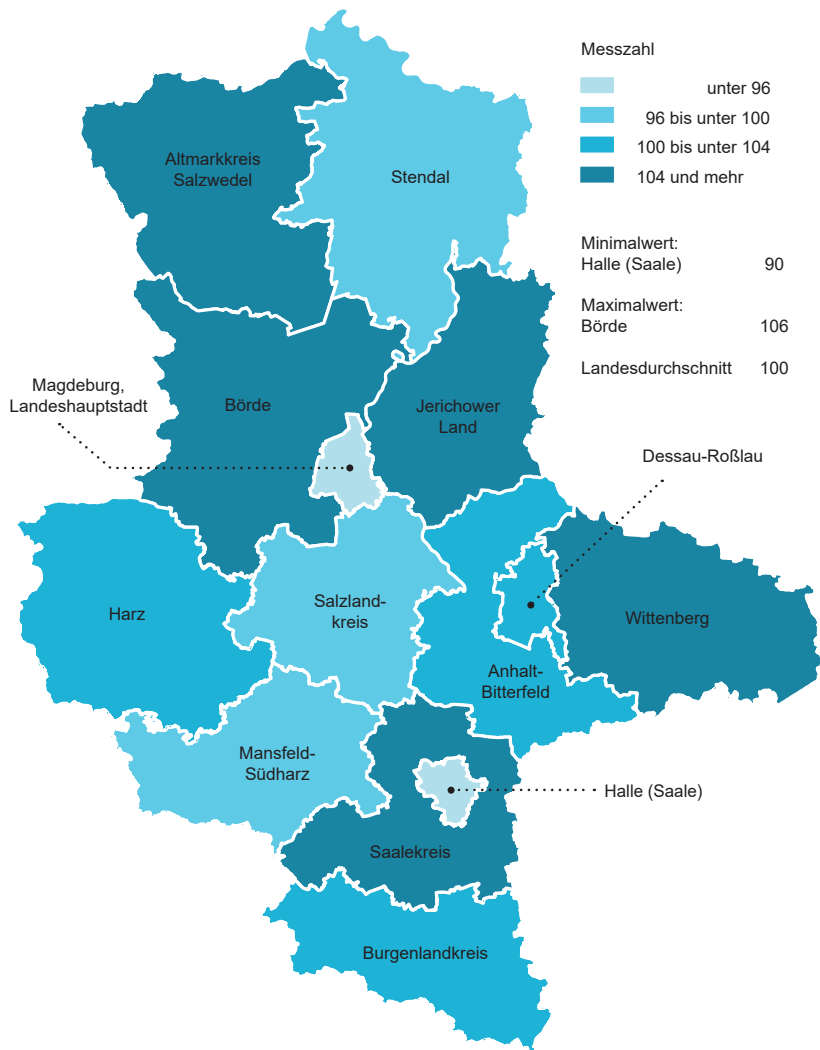 Messzahl
unter 96
96 bis unter 100
100 bis unter 104
104 und mehr
Minimalwert:
Halle (Saale) 90
Maximalwert:
Börde 106
Landesdurchschnitt 100
Altmarkkreis
Salzwedel
Stendal
Magdeburg,
Landeshauptstadt
Börde
Jerichower
Land
Dessau-Roßlau
Harz
Salzland-
kreis
Wittenberg
Anhalt-
Bitterfeld
Mansfeld-
Südharz
Halle (Saale)
Saalekreis
Burgenlandkreis